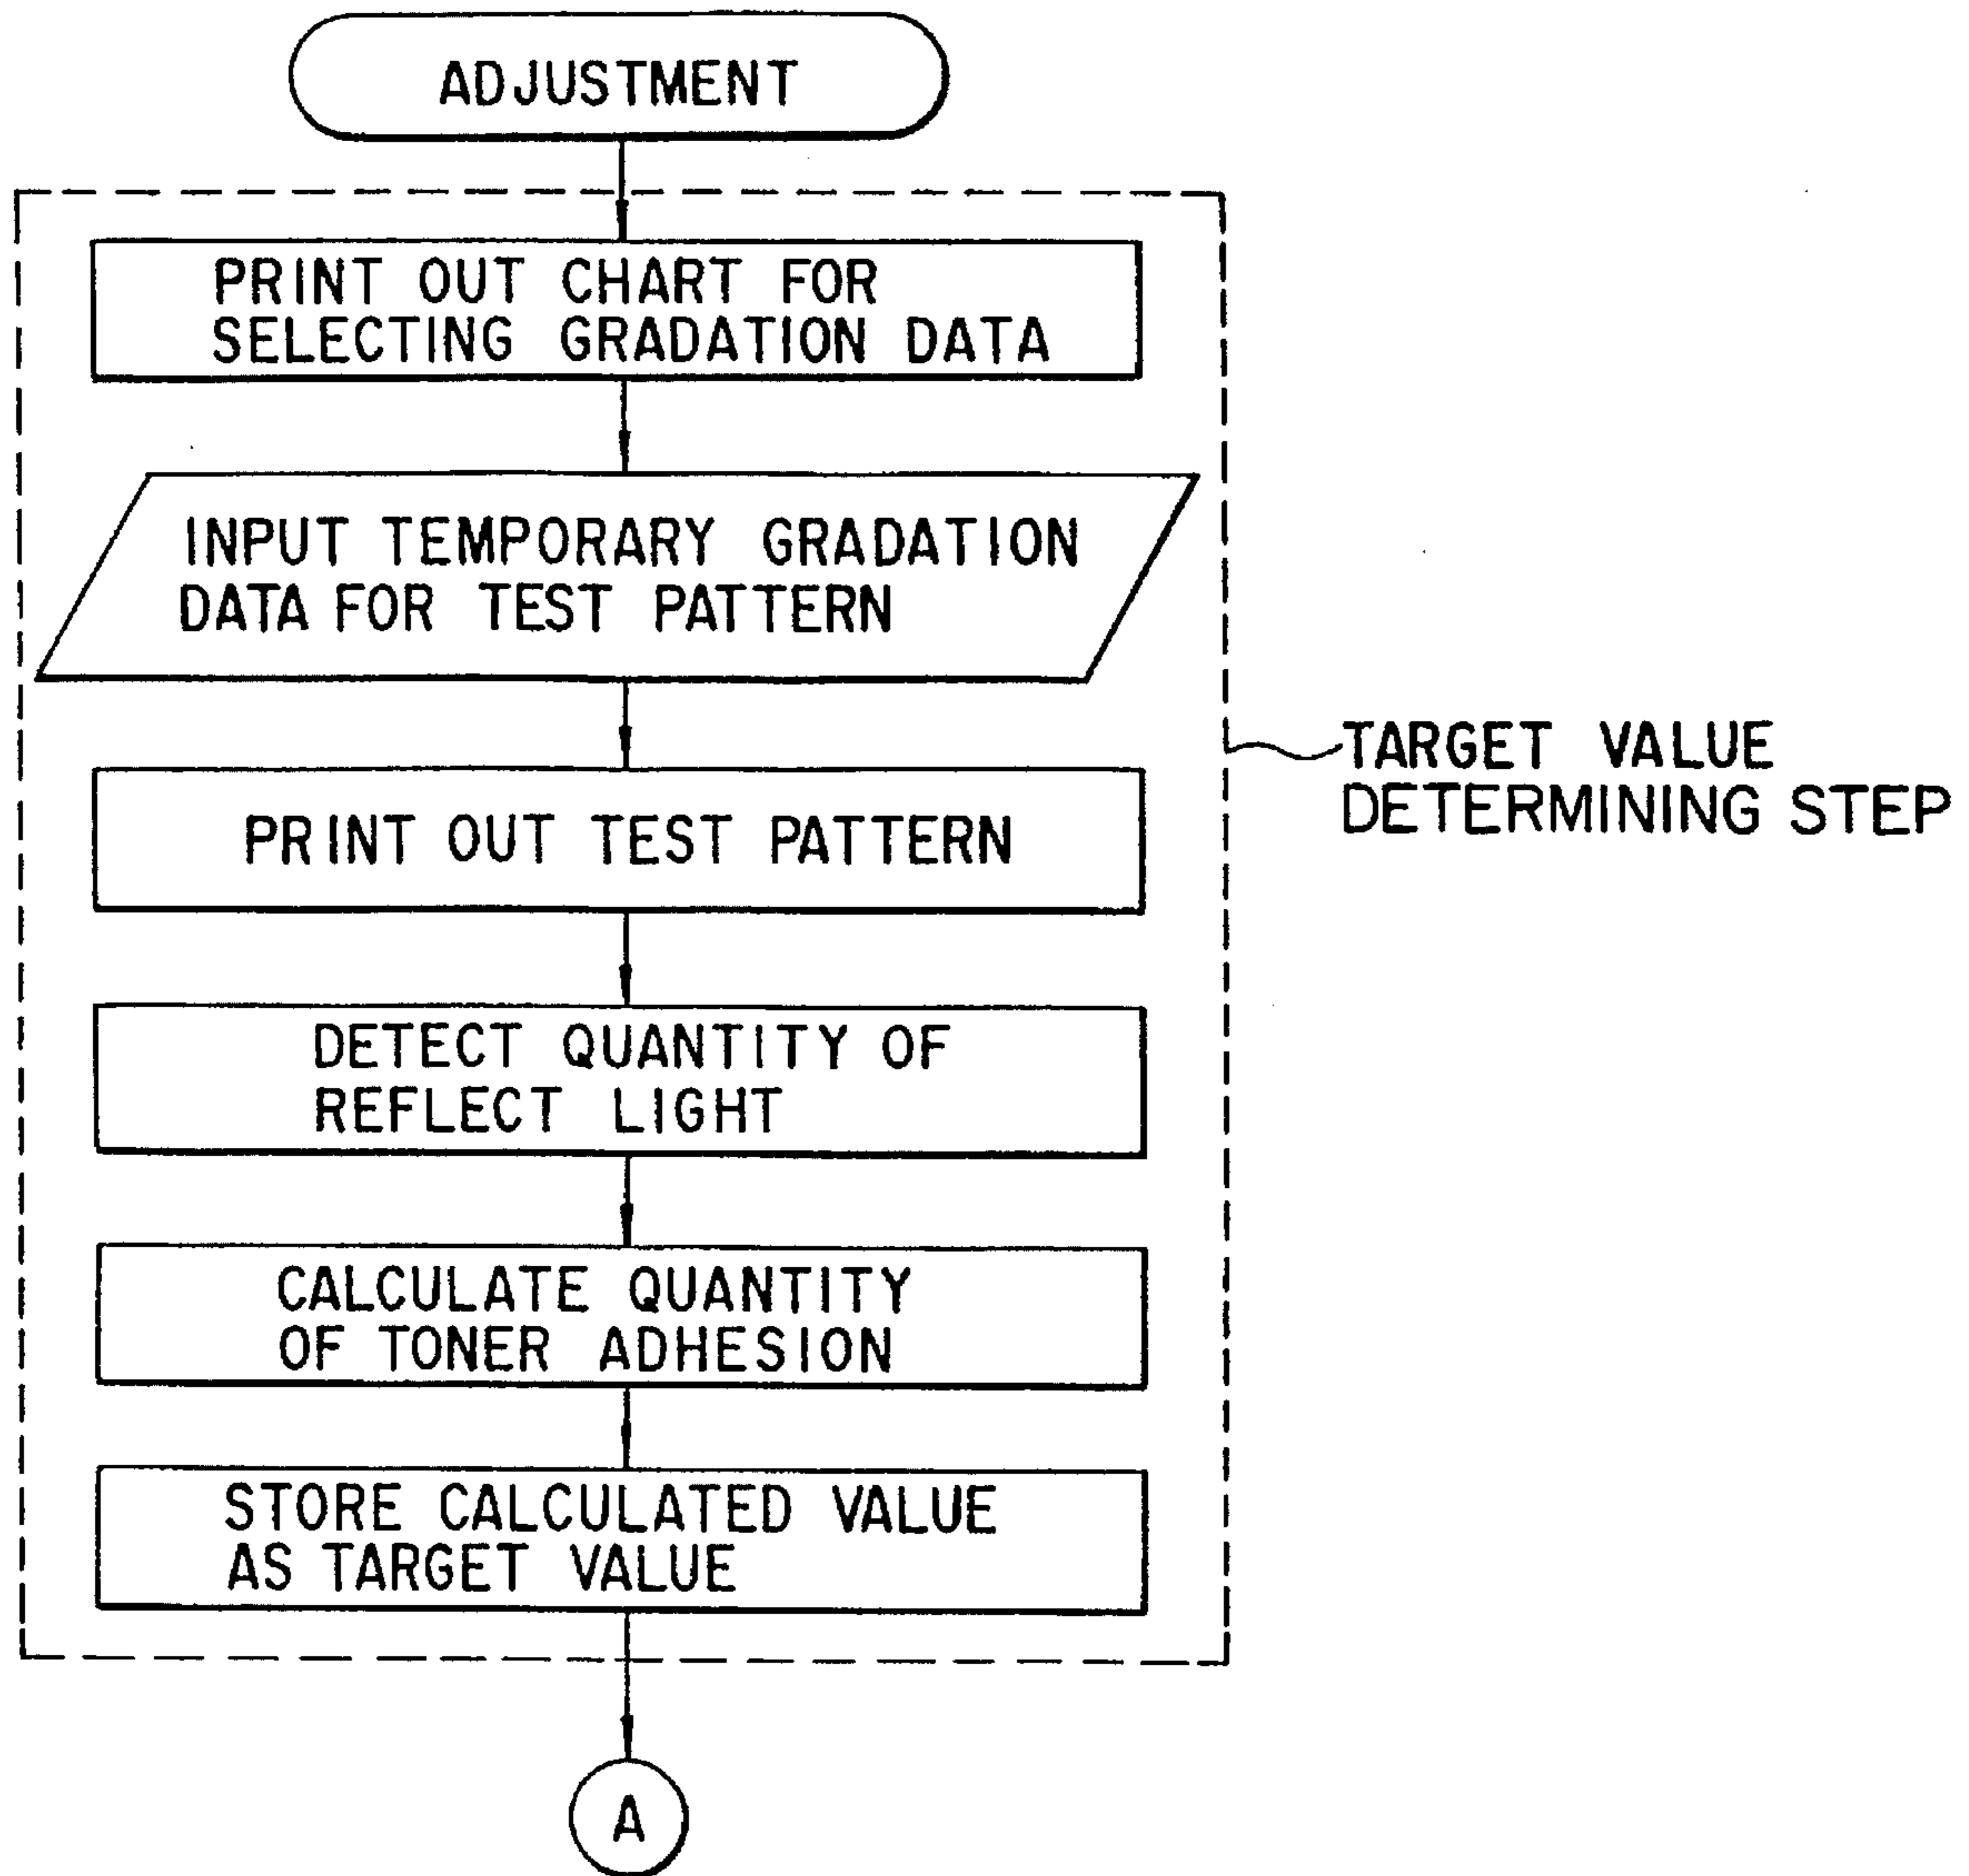 ADJUSTMENT
PRINT OUT CHART FOR
SELECTING GRADATION DATA
INPUT TEMPORARY GRADATION
DATA FOR TEST PATTERN
TARGET VALUE
DETERMINING STEP
PRINT OUT TEST PATTERN
DETECT QUANTITY OF
REFLECT LIGHT
CALCULATE QUANTITY
OF TONER ADHESION
STORE CALCULATED VALUE
AS TARGET VALUE
A